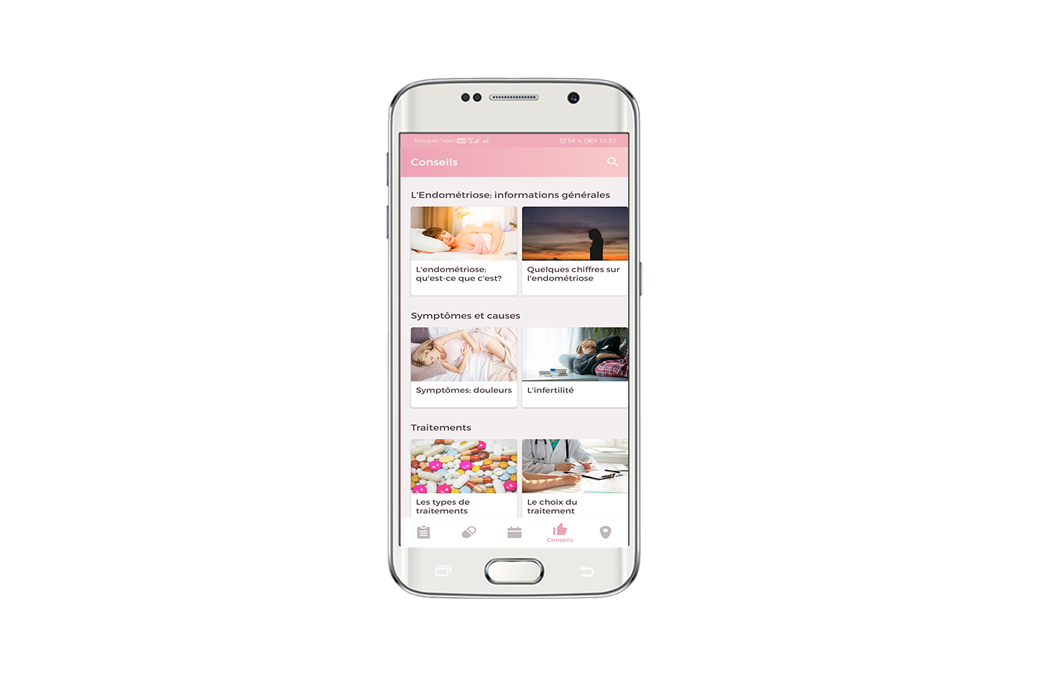 Bouygues Telecom HD 94 % 10:52
Conseils
L'Endométriose: informations générales
L'endométriose:
qu'est-ce que c'est?
Quelques chiffres sur
l'endométriose
Symptômes et causes
Symptômes: douleurs
L'infertilité
Traitements
Les types de
traitements
Le choix du
traitement
Conseils